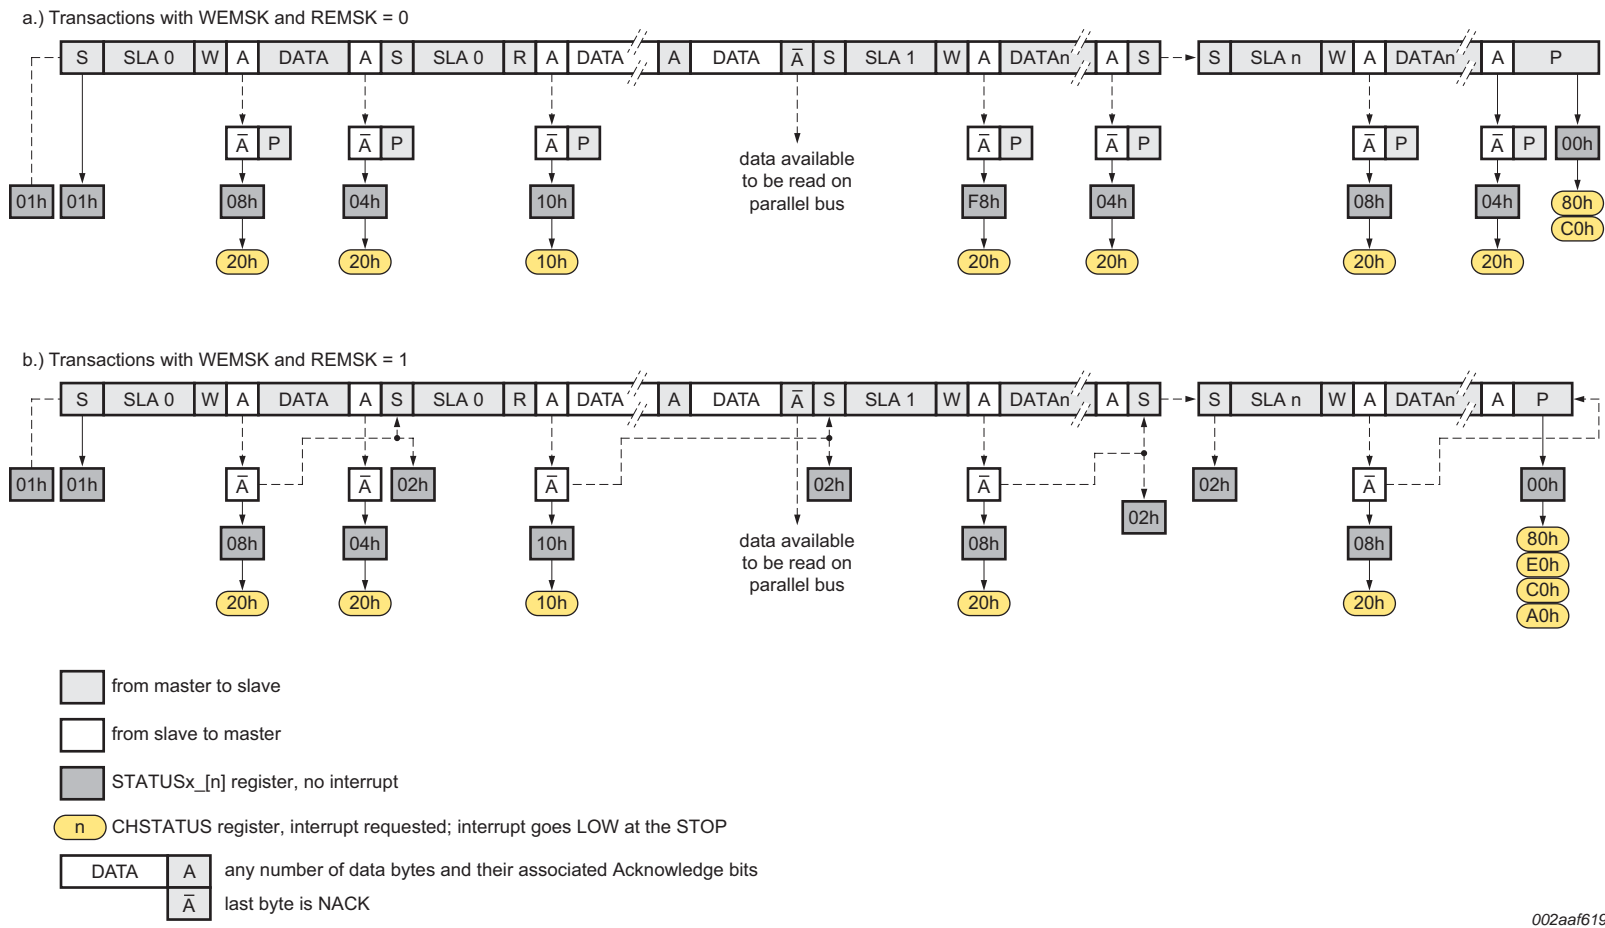 a.) Transactions with WEMSK and REMSK = 0
S SLA 0 W A DATA A S SLA 0 R A DATA A DATA A̅ S SLA 1 W A DATAn A S S SLA n W A DATAn A P
A̅ P A̅ P A̅ P A̅ P A̅ P A̅ P A̅ P 00h
data available
to be read on
parallel bus
01h 01h 08h 04h 10h F8h 04h 08h 04h 80h
C0h
20h 20h 10h 20h 20h 20h 20h
b.) Transactions with WEMSK and REMSK = 1
S SLA 0 W A DATA A S SLA 0 R A DATA A DATA A̅ S SLA 1 W A DATAn A S S SLA n W A DATAn A P
01h 01h A̅ A̅ 02h A̅ 02h A̅ 02h A̅ 00h
02h
08h 04h 10h 08h 08h
data available
to be read on
parallel bus
80h
E0h
C0h
A0h
20h 20h 10h 20h 20h
from master to slave
from slave to master
STATUSx_[n] register, no interrupt
n CHSTATUS register, interrupt requested; interrupt goes LOW at the STOP
DATA A any number of data bytes and their associated Acknowledge bits
A̅ last byte is NACK
002aaf619